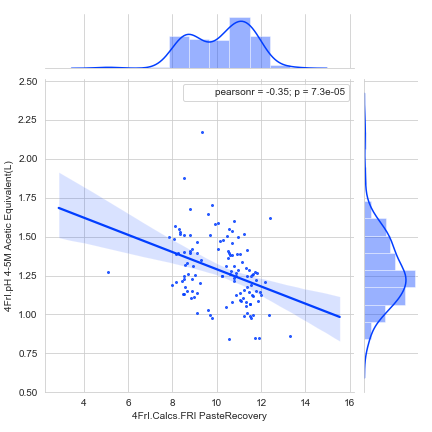 pearsonr = -0.35; p = 7.3e-05
2.50
2.25
2.00
1.75
1.50
1.25
1.00
0.75
0.50
4FrI.pH 4-5M Acetic Equivalent(L)
4 6 8 10 12 14 16
4FrI.Calcs.FRI PasteRecovery